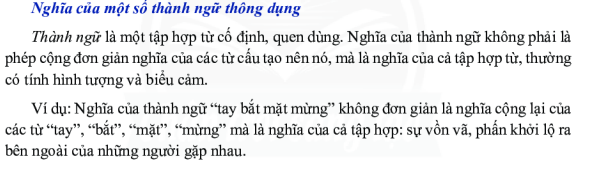 Nghĩa của một số thành ngữ thông dụng
Thành ngữ là một tập hợp từ cố định, quen dùng. Nghĩa của thành ngữ không phải là
phép cộng đơn giản nghĩa của các từ cấu tạo nên nó, mà là nghĩa của cả tập hợp từ, thường
có tính hình tượng và biểu cảm.
Ví dụ: Nghĩa của thành ngữ “tay bắt mặt mừng” không đơn giản là nghĩa cộng lại của
các từ “tay”, “bắt”, “mặt”, “mừng” mà là nghĩa của cả tập hợp: sự vồn vã, phấn khởi lộ ra
bên ngoài của những người gặp nhau.